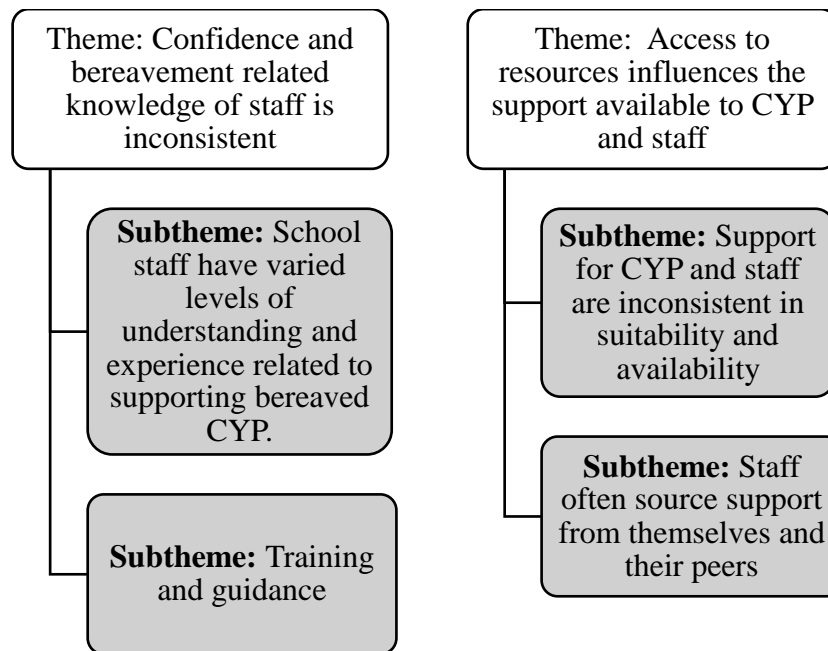 Theme: Confidence and
bereavement related
knowledge of staff is
inconsistent
Subtheme: School
staff have varied
levels of
understanding and
experience related to
supporting bereaved
CYP.
Subtheme: Training
and guidance
Theme: Access to
resources influences the
support available to CYP
and staff
Subtheme: Support
for CYP and staff
are inconsistent in
suitability and
availability
Subtheme: Staff
often source support
from themselves and
their peers